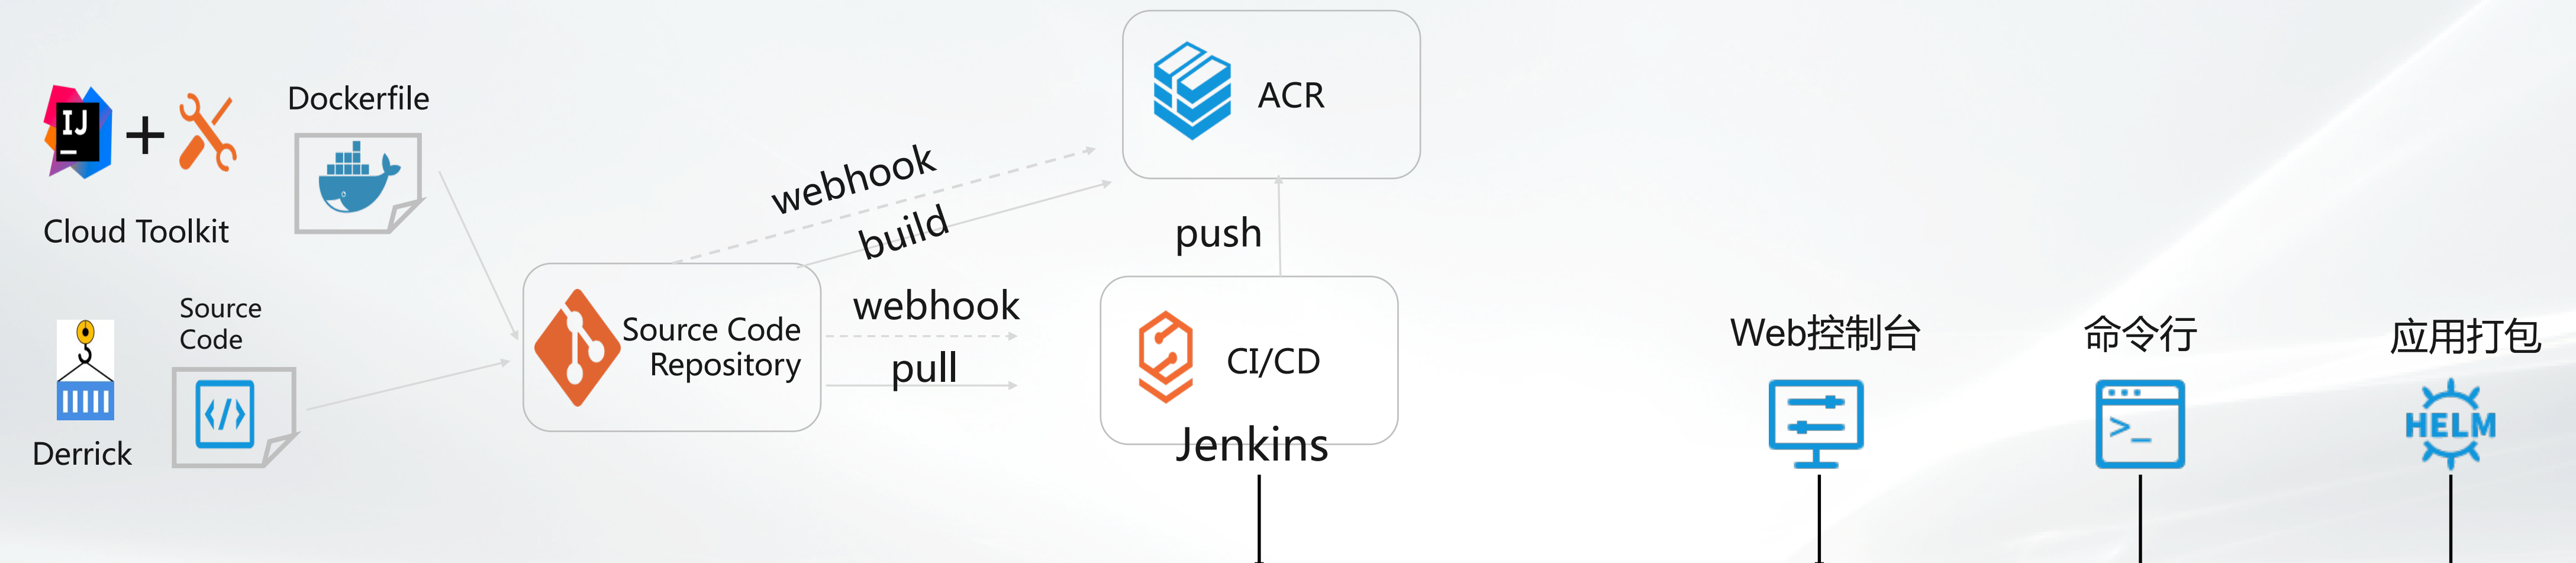 ACR
Dockerfile
IJ
Cloud Toolkit
webhook
build
push
Source
Code
</>
Derrick
Source Code
Repository
webhook
pull
CI/CD
Jenkins
Web控制台
命令行
应用打包
>_
HELM